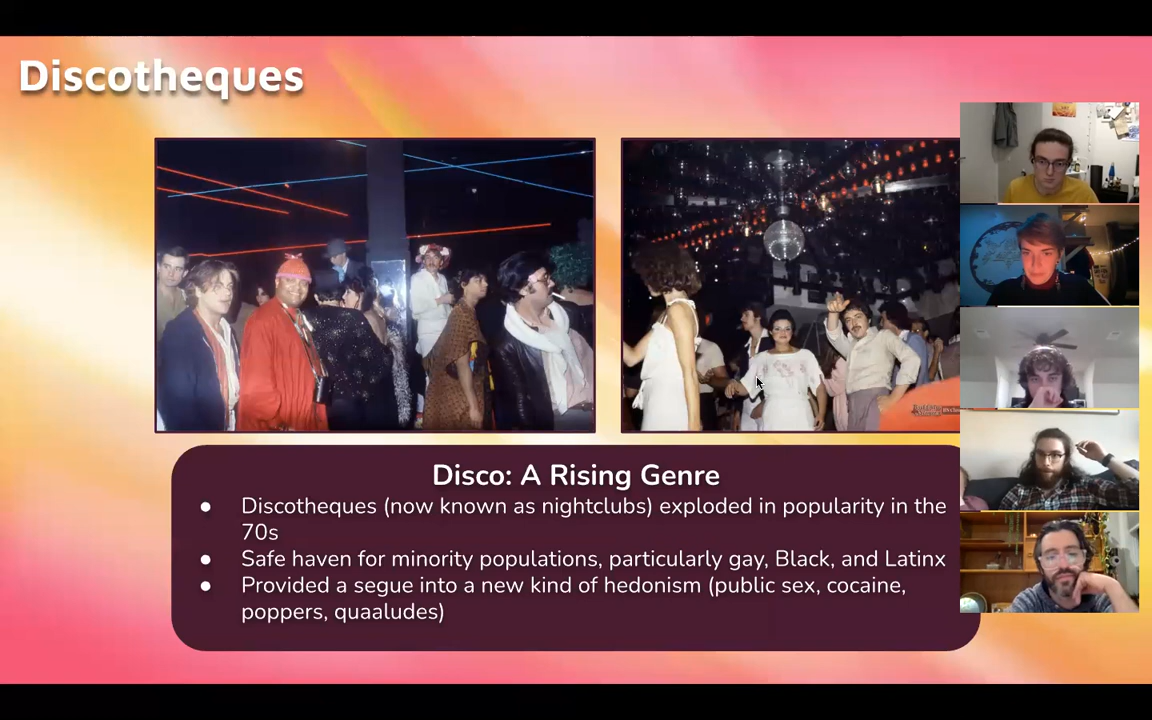 Discotheques
Disco: A Rising Genre
● Discotheques (now known as nightclubs) exploded in popularity in the
70s
● Safe haven for minority populations, particularly gay, Black, and Latinx
● Provided a segue into a new kind of hedonism (public sex, cocaine,
poppers, quaaludes)